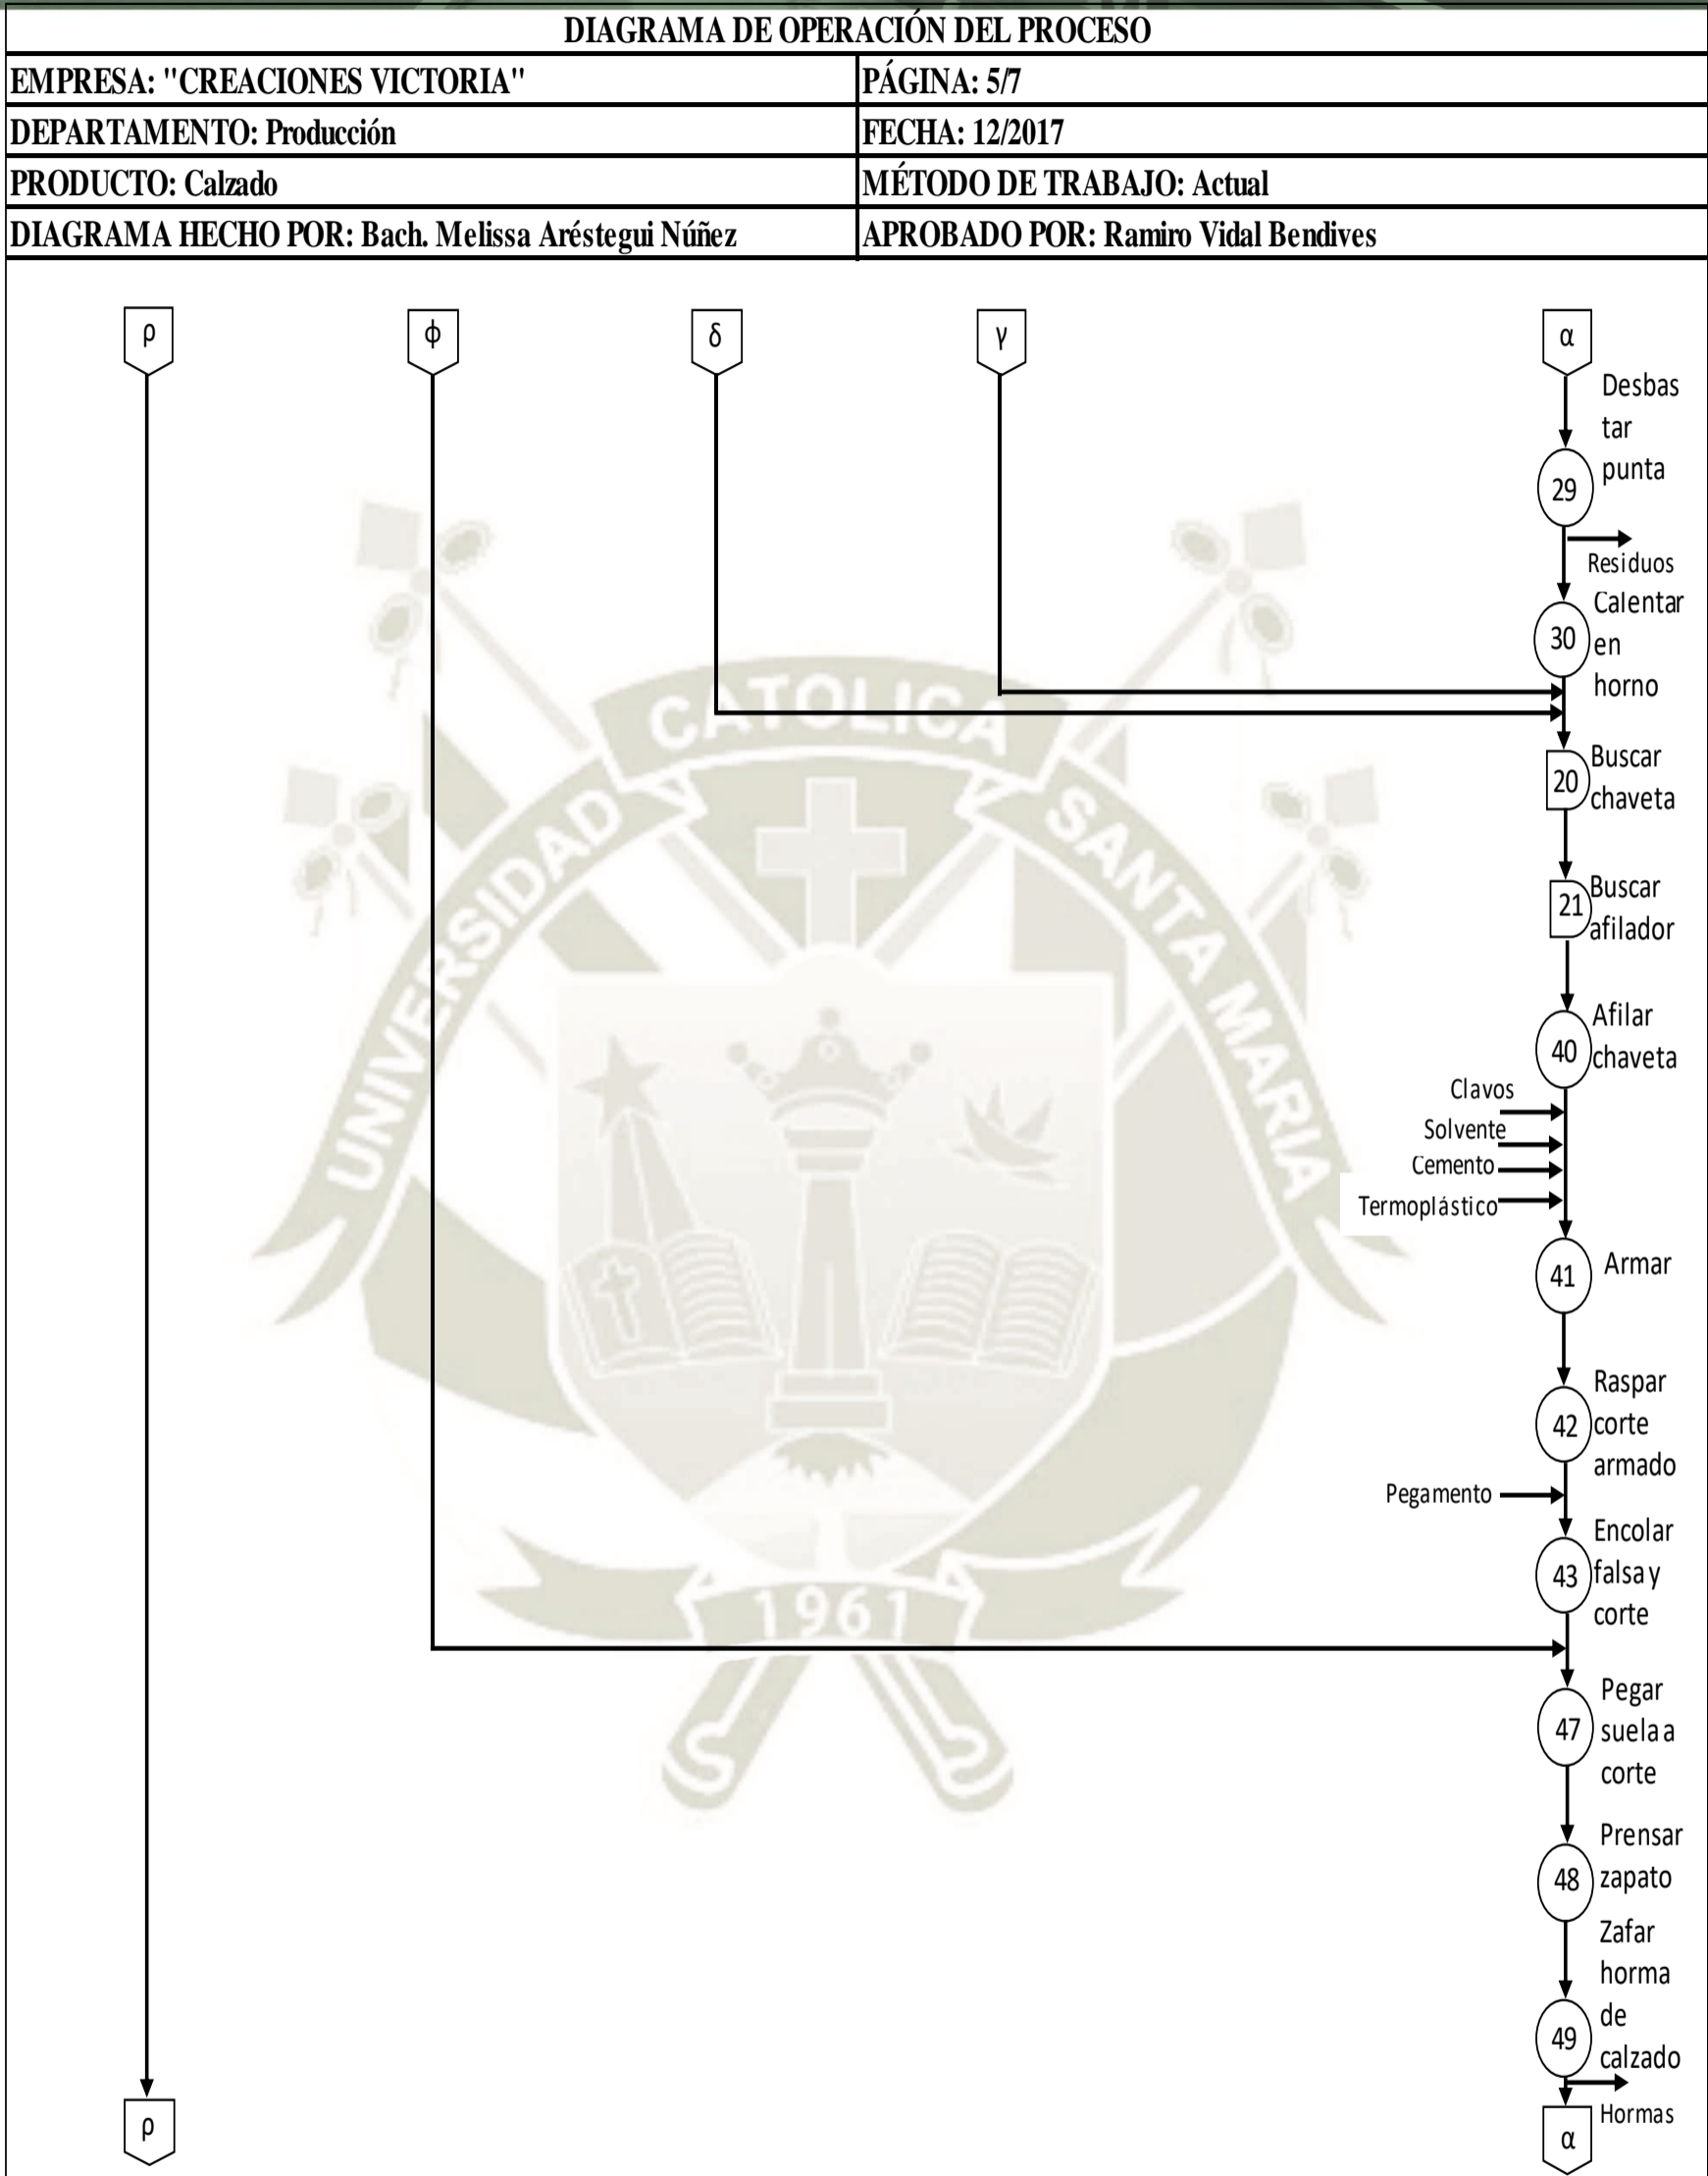 DIAGRAMA DE OPERACIÓN DEL PROCESO
EMPRESA: "CREACIONES VICTORIA"
PÁGINA: 5/7
DEPARTAMENTO: Producción
FECHA: 12/2017
PRODUCTO: Calzado
MÉTODO DE TRABAJO: Actual
DIAGRAMA HECHO POR: Bach. Melissa Aréstegui Núñez
APROBADO POR: Ramiro Vidal Bendives
ρ
ϕ
δ
γ
α
Desbas
tar
punta
29
Residuos
Calentar
30
en
horno
Buscar
20
chaveta
Buscar
21
afilador
Afilar
40
chaveta
Clavos
Solvente
Cemento
Termoplástico
41
Armar
Raspar
42
corte
armado
Pegamento
Encolar
43
falsa y
corte
Pegar
47
suela a
corte
Prensar
48
zapato
Zafar
horma
de
49
calzado
Hormas
ρ
α
UNIVERSIDAD
CATOLICA
SANTA MARIA
1961